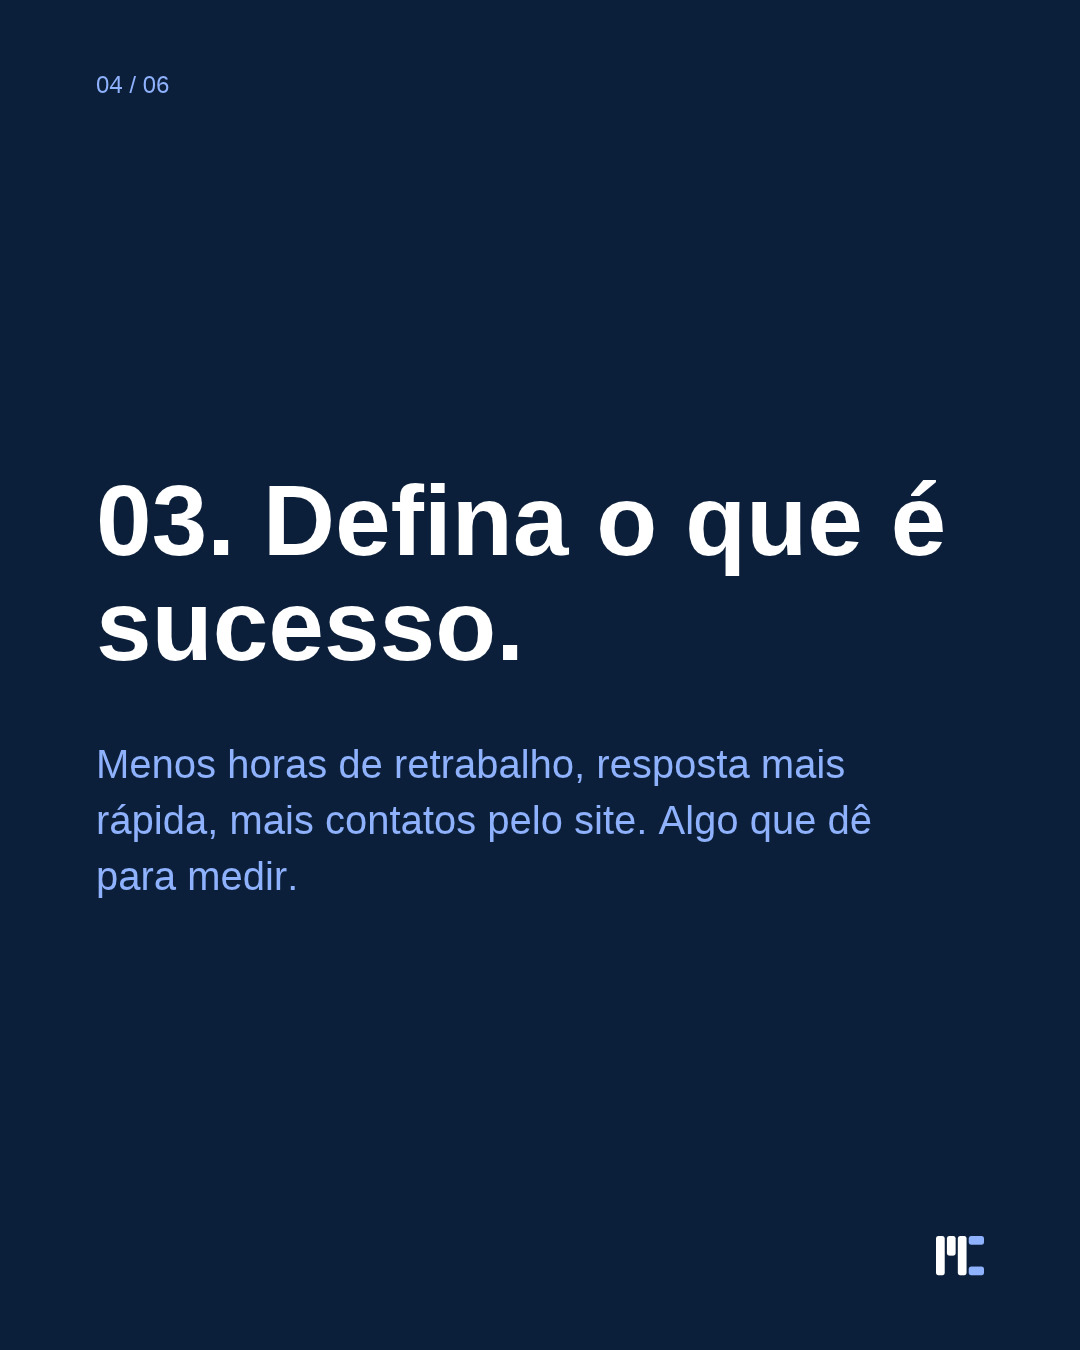 04 / 06
03. Defina o que é
sucesso.
Menos horas de retrabalho, resposta mais
rápida, mais contatos pelo site. Algo que dê
para medir.
MC